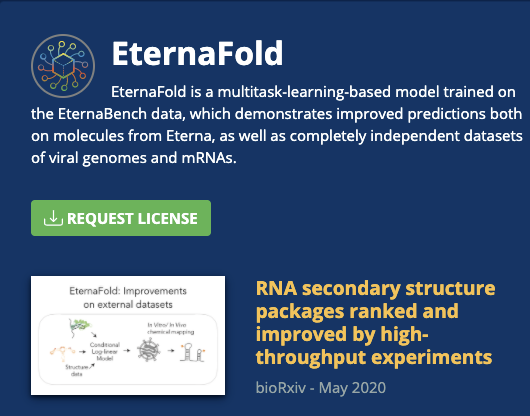 EternaFold
EternaFold is a multitask-learning-based model trained on
the EternaBench data, which demonstrates improved predictions both
on molecules from Eterna, as well as completely independent datasets
of viral genomes and mRNAs.
REQUEST LICENSE
EternaFold: Improvements
on external datasets
In Vitro/ In Vivo
chemical mapping
Conditional
Log-linear
Model
Structure
data
RNA secondary structure
packages ranked and
improved by high-
throughput experiments
bioRxiv - May 2020